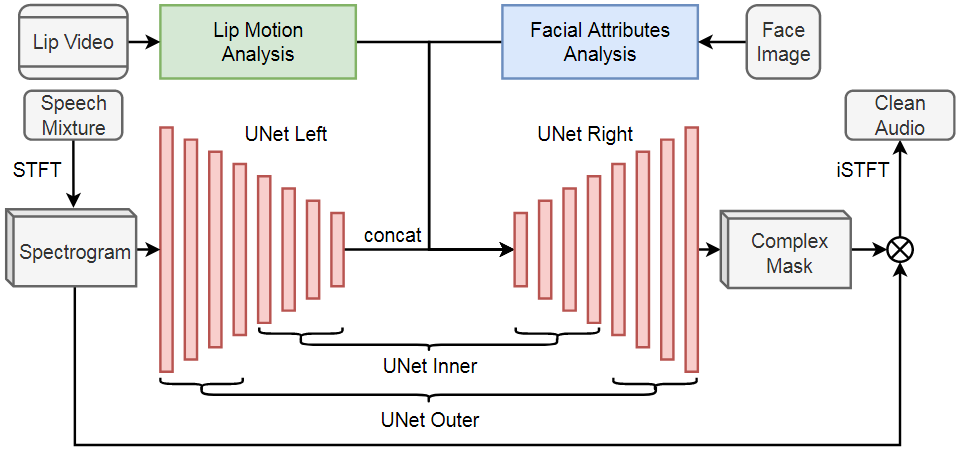 Lip Video
Lip Motion
Analysis
Facial Attributes
Analysis
Face
Image
Speech
Mixture
Clean
Audio
UNet Left
UNet Right
STFT
iSTFT
Spectrogram
concat
Complex
Mask
UNet Inner
UNet Outer